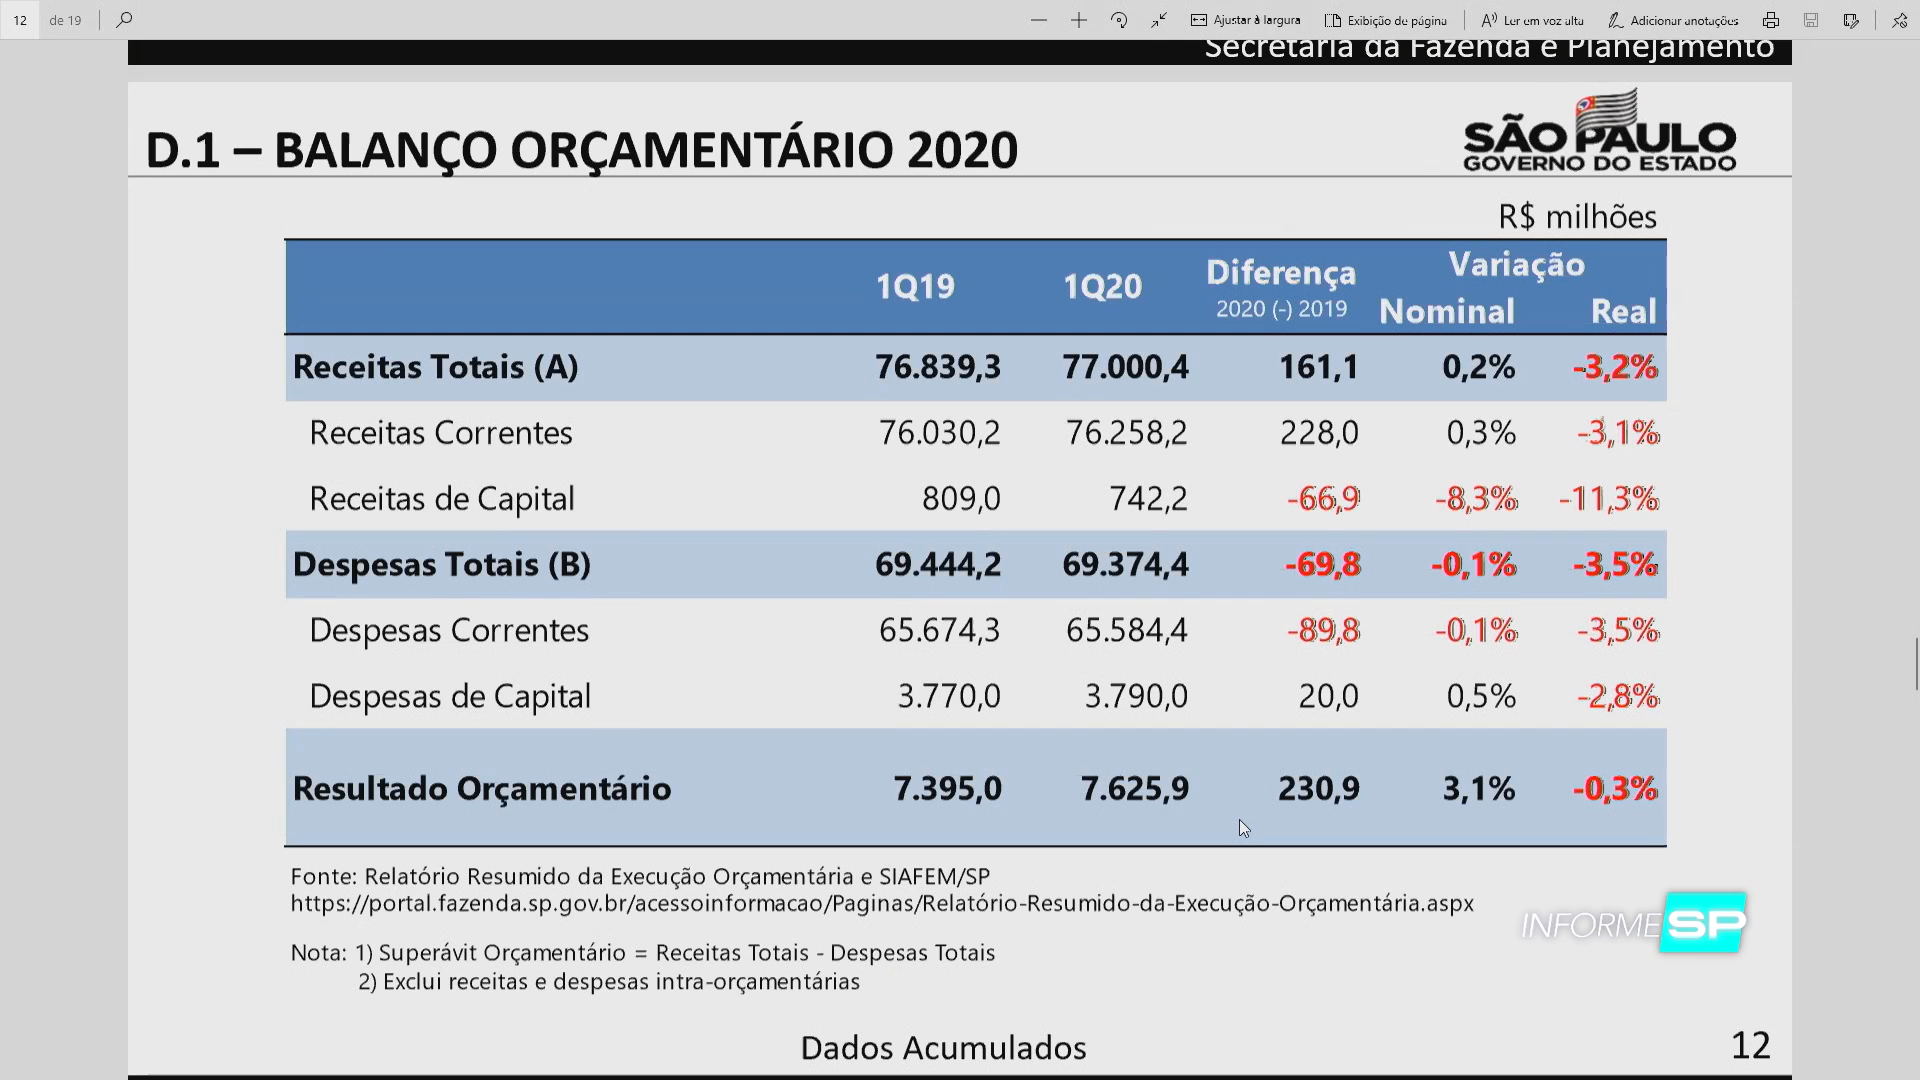 12 de 19 Ajustar à largura Exibição de página Ler em voz alta Adicionar anotações
Secretaria da Fazenda e Planejamento
D.1 – BALANÇO ORÇAMENTÁRIO 2020
SÃO PAULO
GOVERNO DO ESTADO
R$ milhões
1Q19 1Q20 Diferença Variação
2020 (-) 2019 Nominal Real
Receitas Totais (A) 76.839,3 77.000,4 161,1 0,2% -3,2%
Receitas Correntes 76.030,2 76.258,2 228,0 0,3% -3,1%
Receitas de Capital 809,0 742,2 -66,9 -8,3% -11,3%
Despesas Totais (B) 69.444,2 69.374,4 -69,8 -0,1% -3,5%
Despesas Correntes 65.674,3 65.584,4 -89,8 -0,1% -3,5%
Despesas de Capital 3.770,0 3.790,0 20,0 0,5% -2,8%
Resultado Orçamentário 7.395,0 7.625,9 230,9 3,1% -0,3%
Fonte: Relatório Resumido da Execução Orçamentária e SIAFEM/SP
https://portal.fazenda.sp.gov.br/acessoinformacao/Paginas/Relatório-Resumido-da-Execução-Orçamentária.aspx
INFORME SP
Nota: 1) Superávit Orçamentário = Receitas Totais - Despesas Totais
2) Exclui receitas e despesas intra-orçamentárias
Dados Acumulados
12